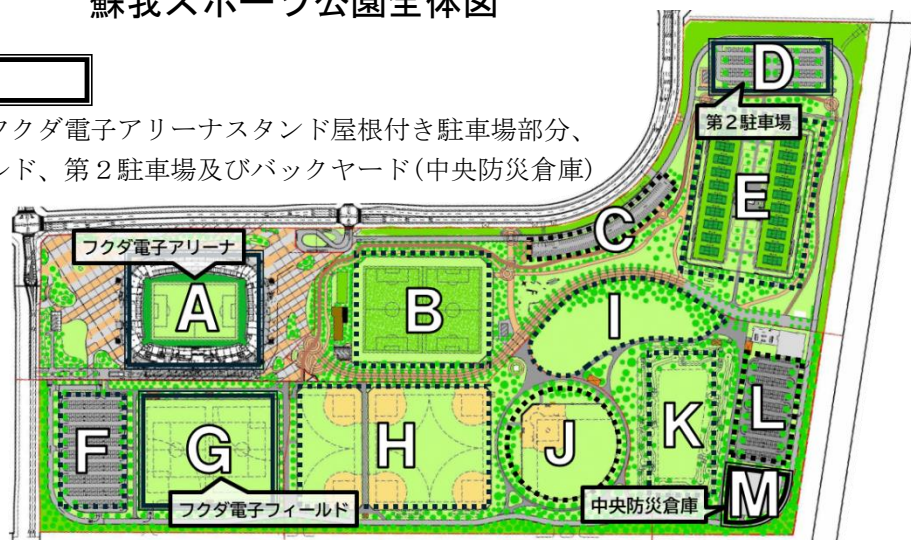 蘇我スポーツ公園全体図
フクダ電子アリーナスタンド屋根付き駐車場部分、
ルド、第２駐車場及びバックヤード(中央防災倉庫)
D
第２駐車場
E
C
フクダ電子アリーナ
A
B
I
F
G
H
J
K
L
M
フクダ電子フィールド
中央防災倉庫